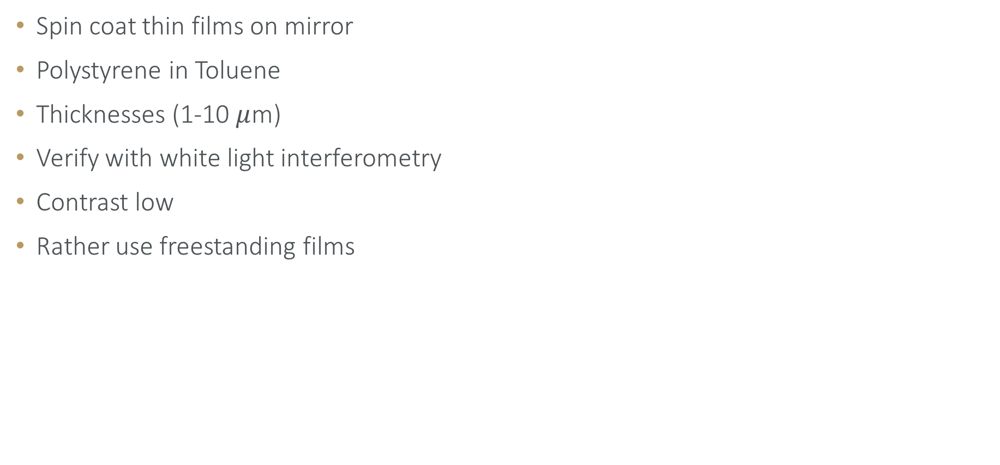 • Spin coat thin films on mirror
• Polystyrene in Toluene
• Thicknesses (1-10 𝜇m)
• Verify with white light interferometry
• Contrast low
• Rather use freestanding films